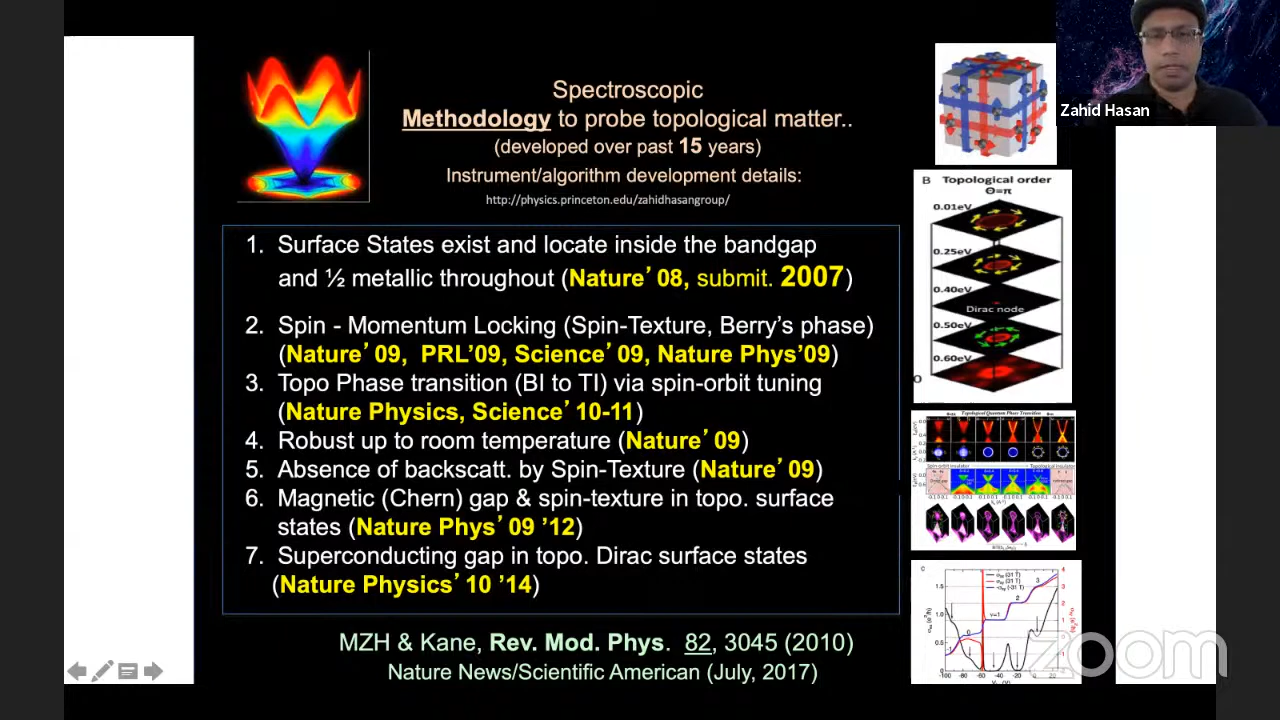 Spectroscopic
Methodology to probe topological matter..
(developed over past 15 years)
Instrument/algorithm development details:
http://physics.princeton.edu/zahidhasangroup/
1. Surface States exist and locate inside the bandgap
and ½ metallic throughout (Nature’ 08, submit. 2007)
2. Spin - Momentum Locking (Spin-Texture, Berry’s phase)
(Nature’ 09, PRL’09, Science’ 09, Nature Phys’09)
3. Topo Phase transition (BI to TI) via spin-orbit tuning
(Nature Physics, Science’ 10-11)
4. Robust up to room temperature (Nature’ 09)
5. Absence of backscatt. by Spin-Texture (Nature’ 09)
6. Magnetic (Chern) gap & spin-texture in topo. surface
states (Nature Phys’ 09 ’12)
7. Superconducting gap in topo. Dirac surface states
(Nature Physics’ 10 ’14)
MZH & Kane, Rev. Mod. Phys. 82, 3045 (2010)
Nature News/Scientific American (July, 2017)
Zahid Hasan
B Topological order
Θ=π
0.01eV
0.25eV
0.40eV
Dirac node
0.50eV
0.60eV
Topological Quantum Phase Transition
Spin-orbit insulator
Topological insulator
zoom